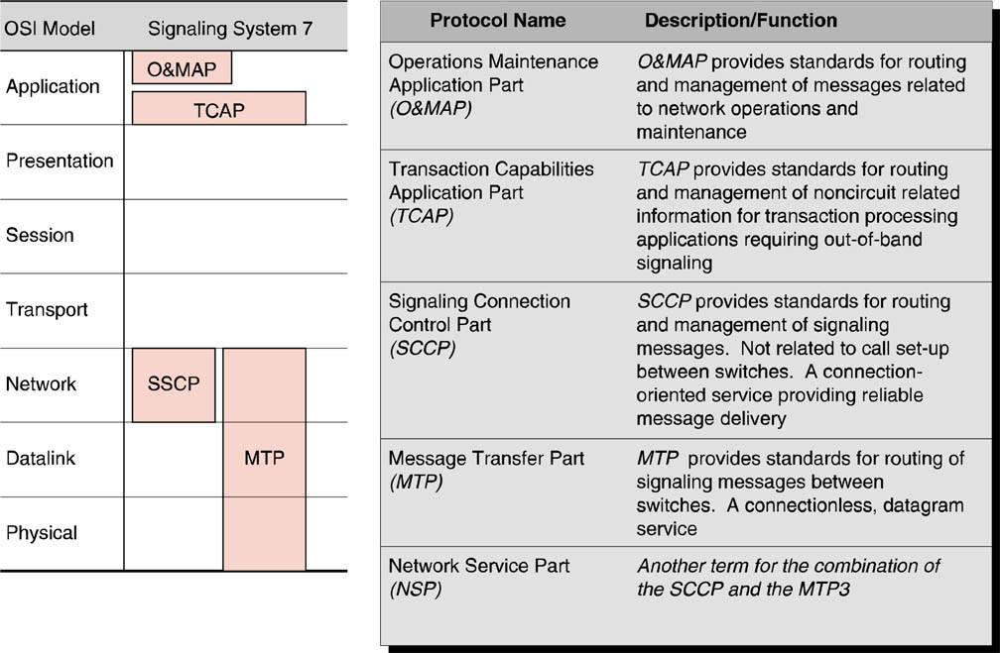 OSI Model Signaling System 7
Application
O&MAP
TCAP
Presentation
Session
Transport
Network
SSCP
Datalink
MTP
Physical
Protocol Name Description/Function
Operations Maintenance
Application Part
(O&MAP)
O&MAP provides standards for routing
and management of messages related
to network operations and
maintenance
Transaction Capabilities
Application Part
(TCAP)
TCAP provides standards for routing
and management of noncircuit related
information for transaction processing
applications requiring out-of-band
signaling
Signaling Connection
Control Part
(SCCP)
SCCP provides standards for routing
and management of signaling
messages. Not related to call set-up
between switches. A connection-
oriented service providing reliable
message delivery
Message Transfer Part
(MTP)
MTP provides standards for routing of
signaling messages between
switches. A connectionless, datagram
service
Network Service Part
(NSP)
Another term for the combination of
the SCCP and the MTP3